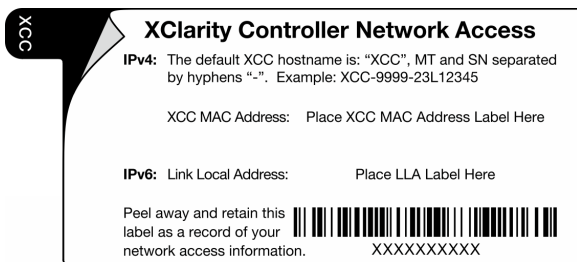 XCC
XClarity Controller Network Access
IPv4: The default XCC hostname is: “XCC”, MT and SN separated
by hyphens “-”. Example: XCC-9999-23L12345
XCC MAC Address: Place XCC MAC Address Label Here
IPv6: Link Local Address: Place LLA Label Here
Peel away and retain this
label as a record of your
network access information. XXXXXXXXXX